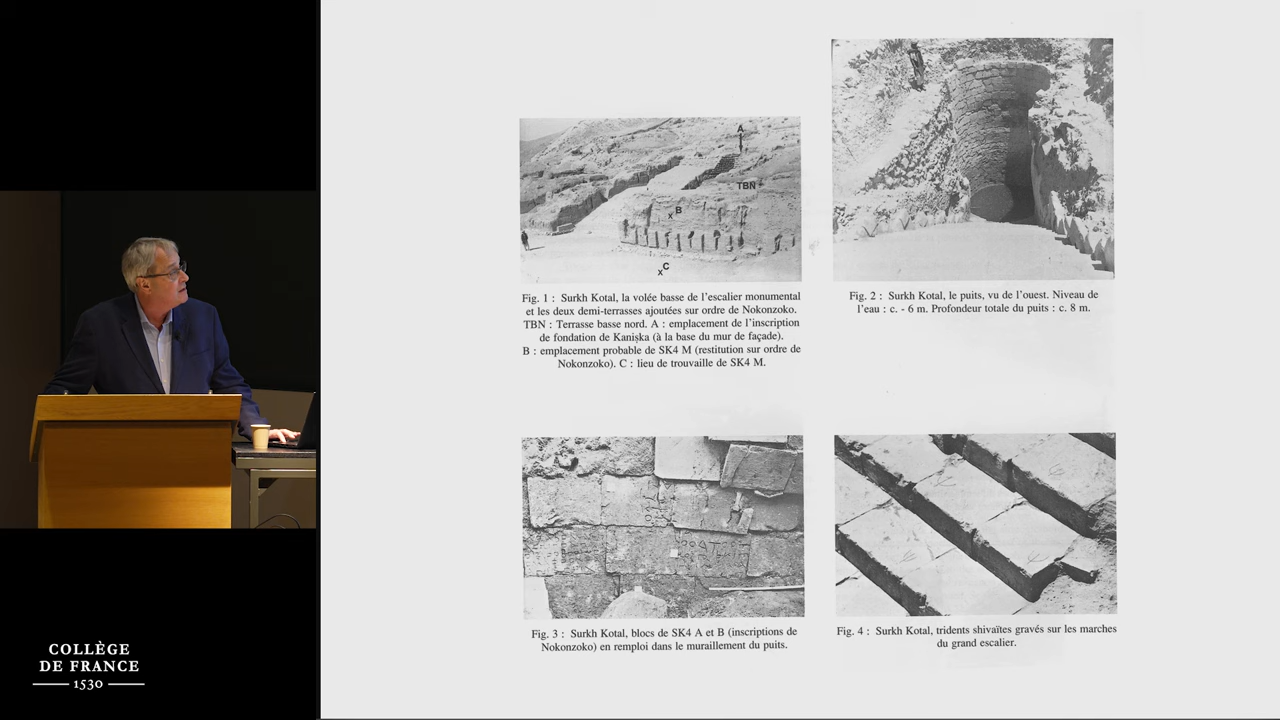 A
TBN
xB
xC
Fig. 1 : Surkh Kotal, la volée basse de l'escalier monumental
et les deux demi-terrasses ajoutées sur ordre de Nokonzoko.
TBN : Terrasse basse nord. A : emplacement de l'inscription
de fondation de Kaniṣka (à la base du mur de façade).
B : emplacement probable de SK4 M (restitution sur ordre de
Nokonzoko). C : lieu de trouvaille de SK4 M.
Fig. 2 : Surkh Kotal, le puits, vu de l'ouest. Niveau de
l'eau : c. - 6 m. Profondeur totale du puits : c. 8 m.
Fig. 3 : Surkh Kotal, blocs de SK4 A et B (inscriptions de
Nokonzoko) en remploi dans le muraillement du puits.
Fig. 4 : Surkh Kotal, tridents shivaïtes gravés sur les marches
du grand escalier.
COLLÈGE
DE FRANCE
1530